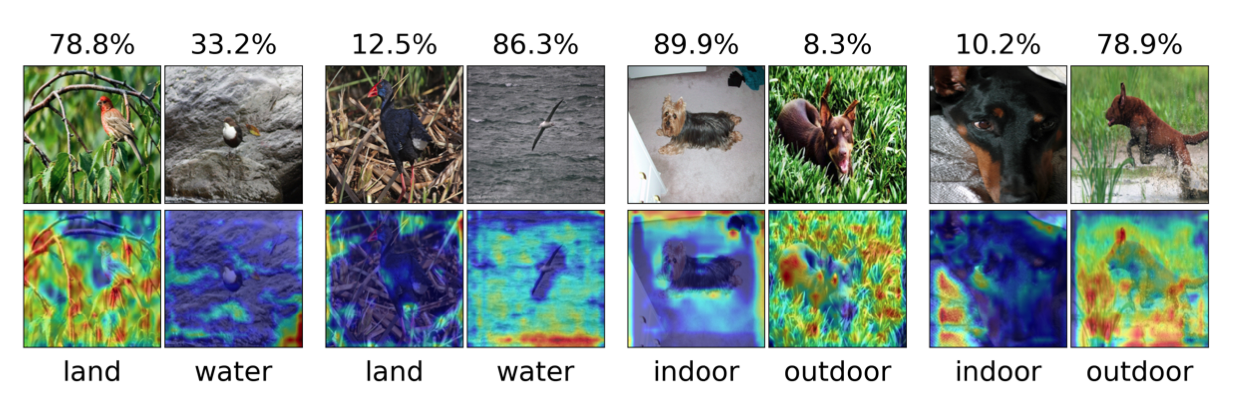 78.8% 33.2% 12.5% 86.3% 89.9% 8.3% 10.2% 78.9%
land water land water indoor outdoor indoor outdoor